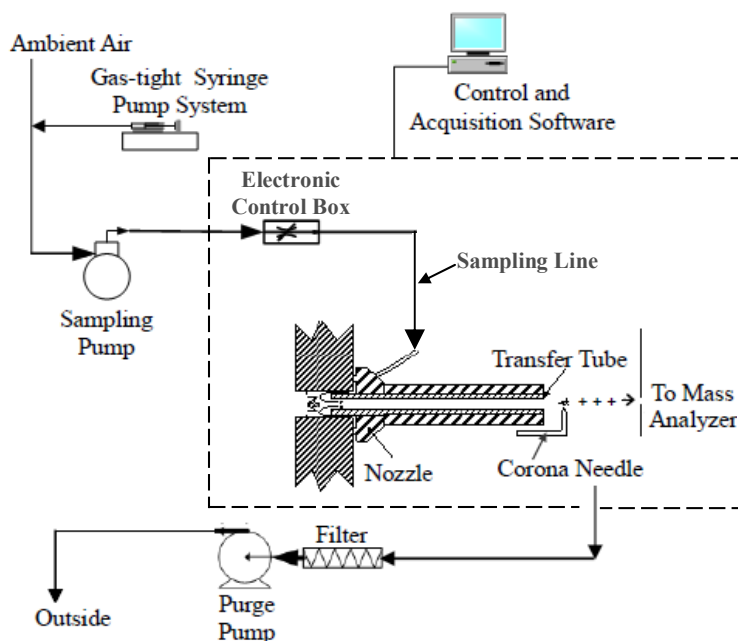 Ambient Air
Gas-tight Syringe
Pump System
Control and
Acquisition Software
Electronic
Control Box
Sampling Line
Sampling
Pump
Transfer Tube
+ + + +
To Mass
Analyzer
Nozzle
Corona Needle
Filter
Outside
Purge
Pump